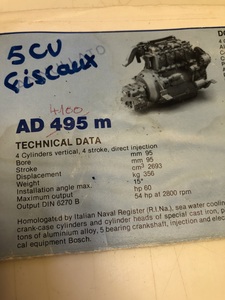 5 CV
fiscaux
4100
AD 495 m
TECHNICAL DATA
4 Cylinders vertical, 4 stroke, direct injection
Bore mm 95
Stroke mm 95
Displacement cm³ 2693
Weight kg 356
Installation angle max. 15°
Maximum output hp 60
Output DIN 6270 B 54 hp at 2800 rpm
Homologated by Italian Naval Register (R.I.Na.), sea water cooling
crank-case cylinders and cylinder heads of special cast iron, p
tons of aluminium alloy, 5 bearing crankshaft, injection and elec
cal equipment Bosch.